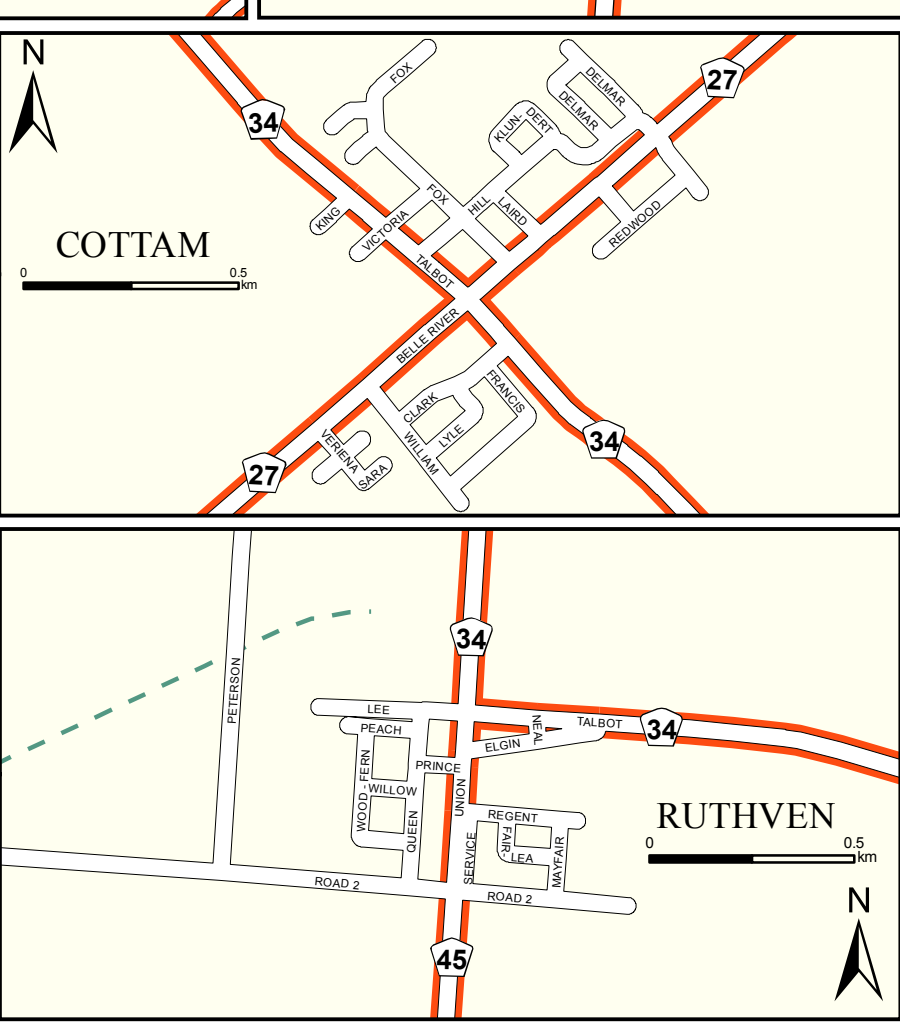 N
34
27
FOX
DELMAR
DELMAR
KLUN-
DERT
FOX
HILL
LAIRD
KING
VICTORIA
REDWOOD
COTTAM
0 0.5
km
TALBOT
BELLE RIVER
CLARK
FRANCIS
LYLE
WILLIAM
VERIENA
SARA
27
34
34
PETERSON
LEE
PEACH
NEAL
TALBOT
34
ELGIN
PRINCE
WOOD-FERN
WILLOW
UNION
QUEEN
REGENT
FAIR-
LEA
MAYFAIR
SERVICE
RUTHVEN
0 0.5
km
ROAD 2
ROAD 2
N
45